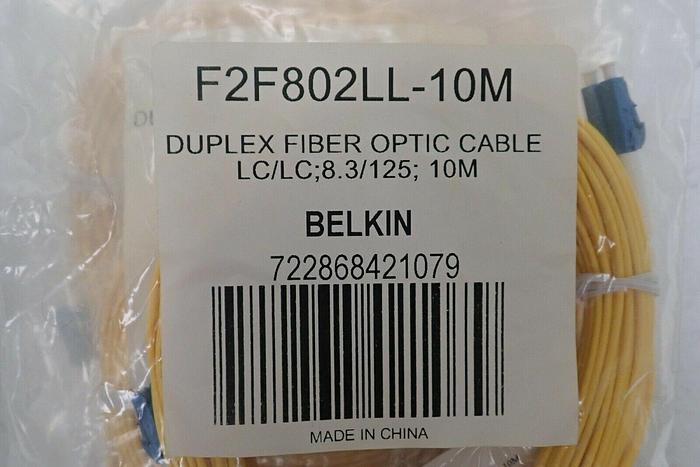 F2F802LL-10M
DUPLEX FIBER OPTIC CABLE
LC/LC;8.3/125; 10M
BELKIN
722868421079
MADE IN CHINA